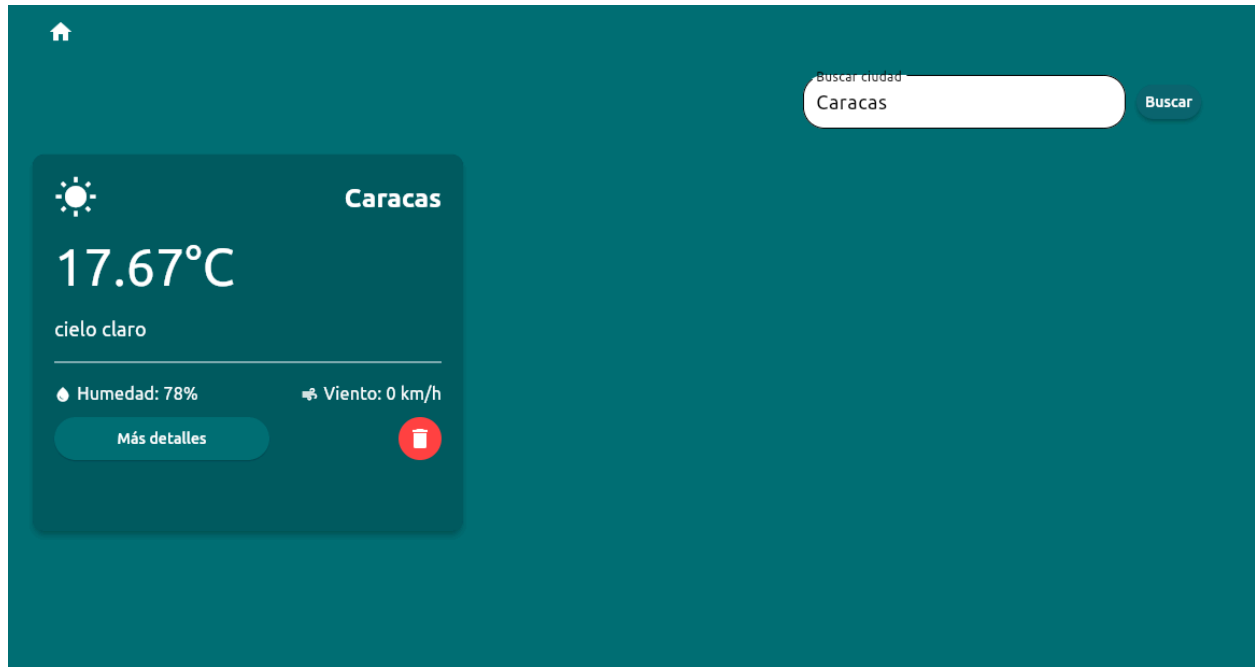 Buscar ciudad
Caracas
Buscar
Caracas
17.67°C
cielo claro
Humedad: 78%
Viento: 0 km/h
Más detalles